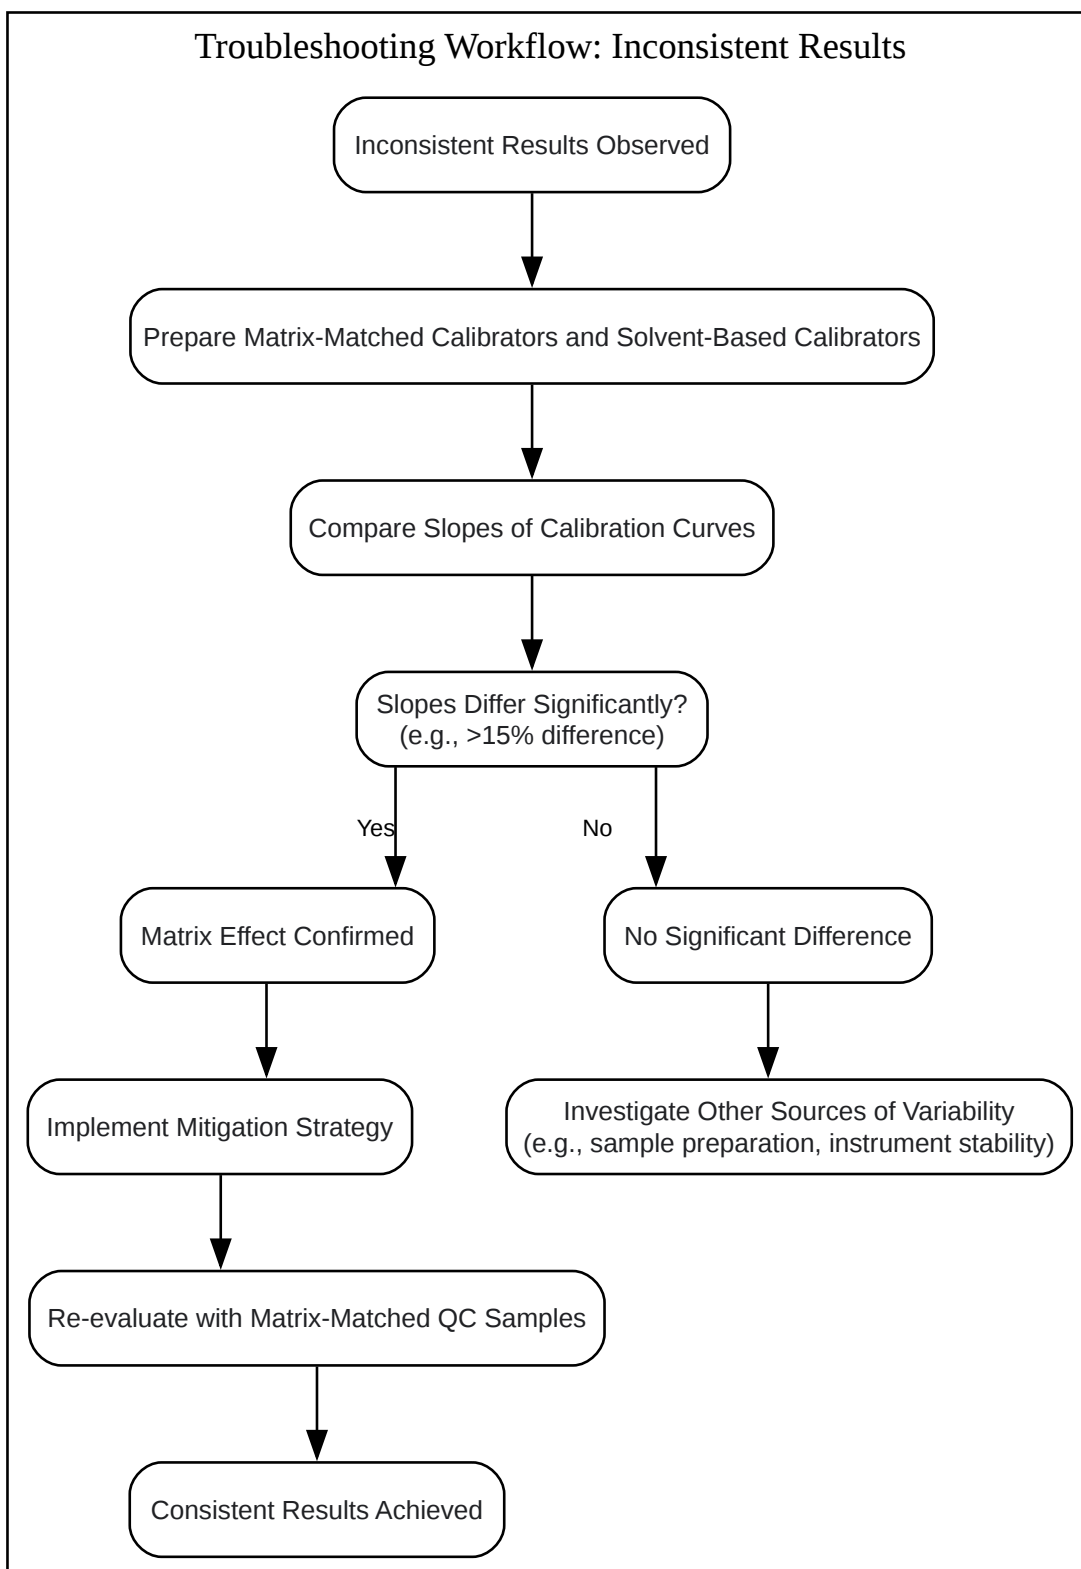 Troubleshooting Workflow: Inconsistent Results
Inconsistent Results Observed
Prepare Matrix-Matched Calibrators and Solvent-Based Calibrators
Compare Slopes of Calibration Curves
Slopes Differ Significantly?
(e.g., >15% difference)
Yes
No
Matrix Effect Confirmed
No Significant Difference
Implement Mitigation Strategy
Investigate Other Sources of Variability
(e.g., sample preparation, instrument stability)
Re-evaluate with Matrix-Matched QC Samples
Consistent Results Achieved